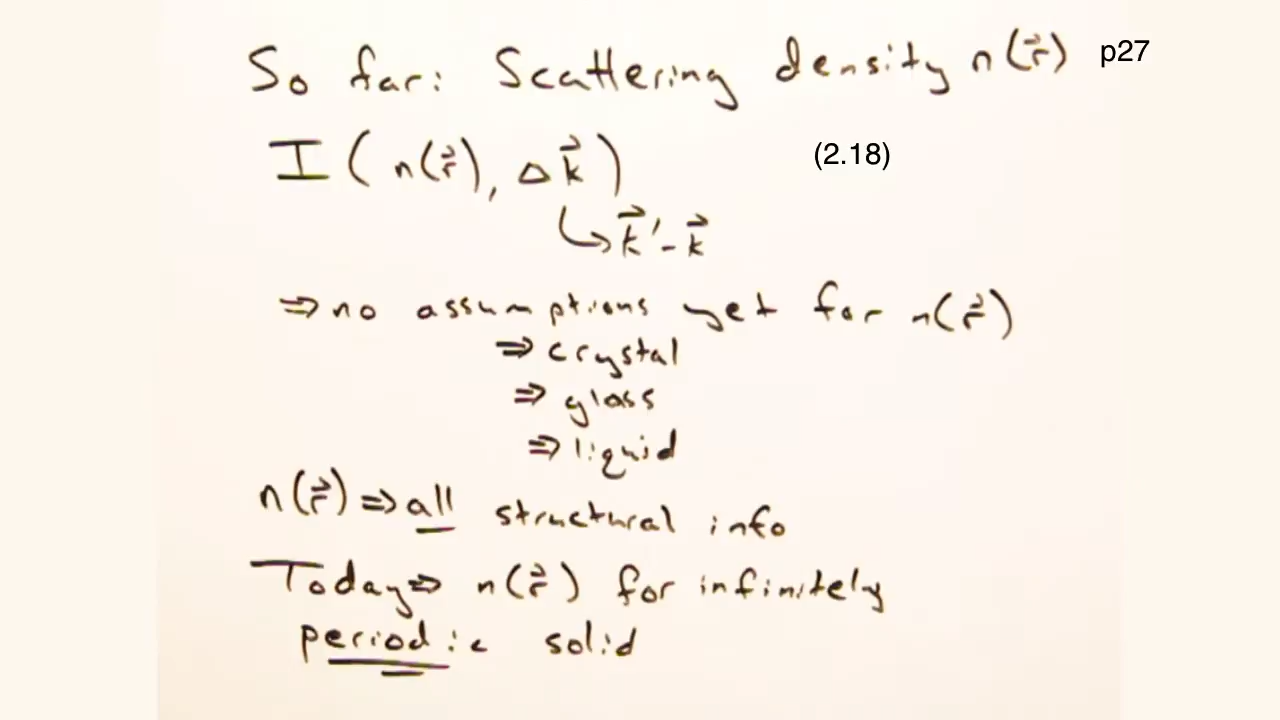 So far: Scattering density n(r⃗) p27
I(n(r⃗), Δk⃗) (2.18)
↳ k⃗' - k⃗
⇒ no assumptions yet for n(r⃗)
⇒ crystal
⇒ glass
⇒ liquid
n(r⃗) ⇒ all structural info
Today ⇒ n(r⃗) for infinitely
periodic solid